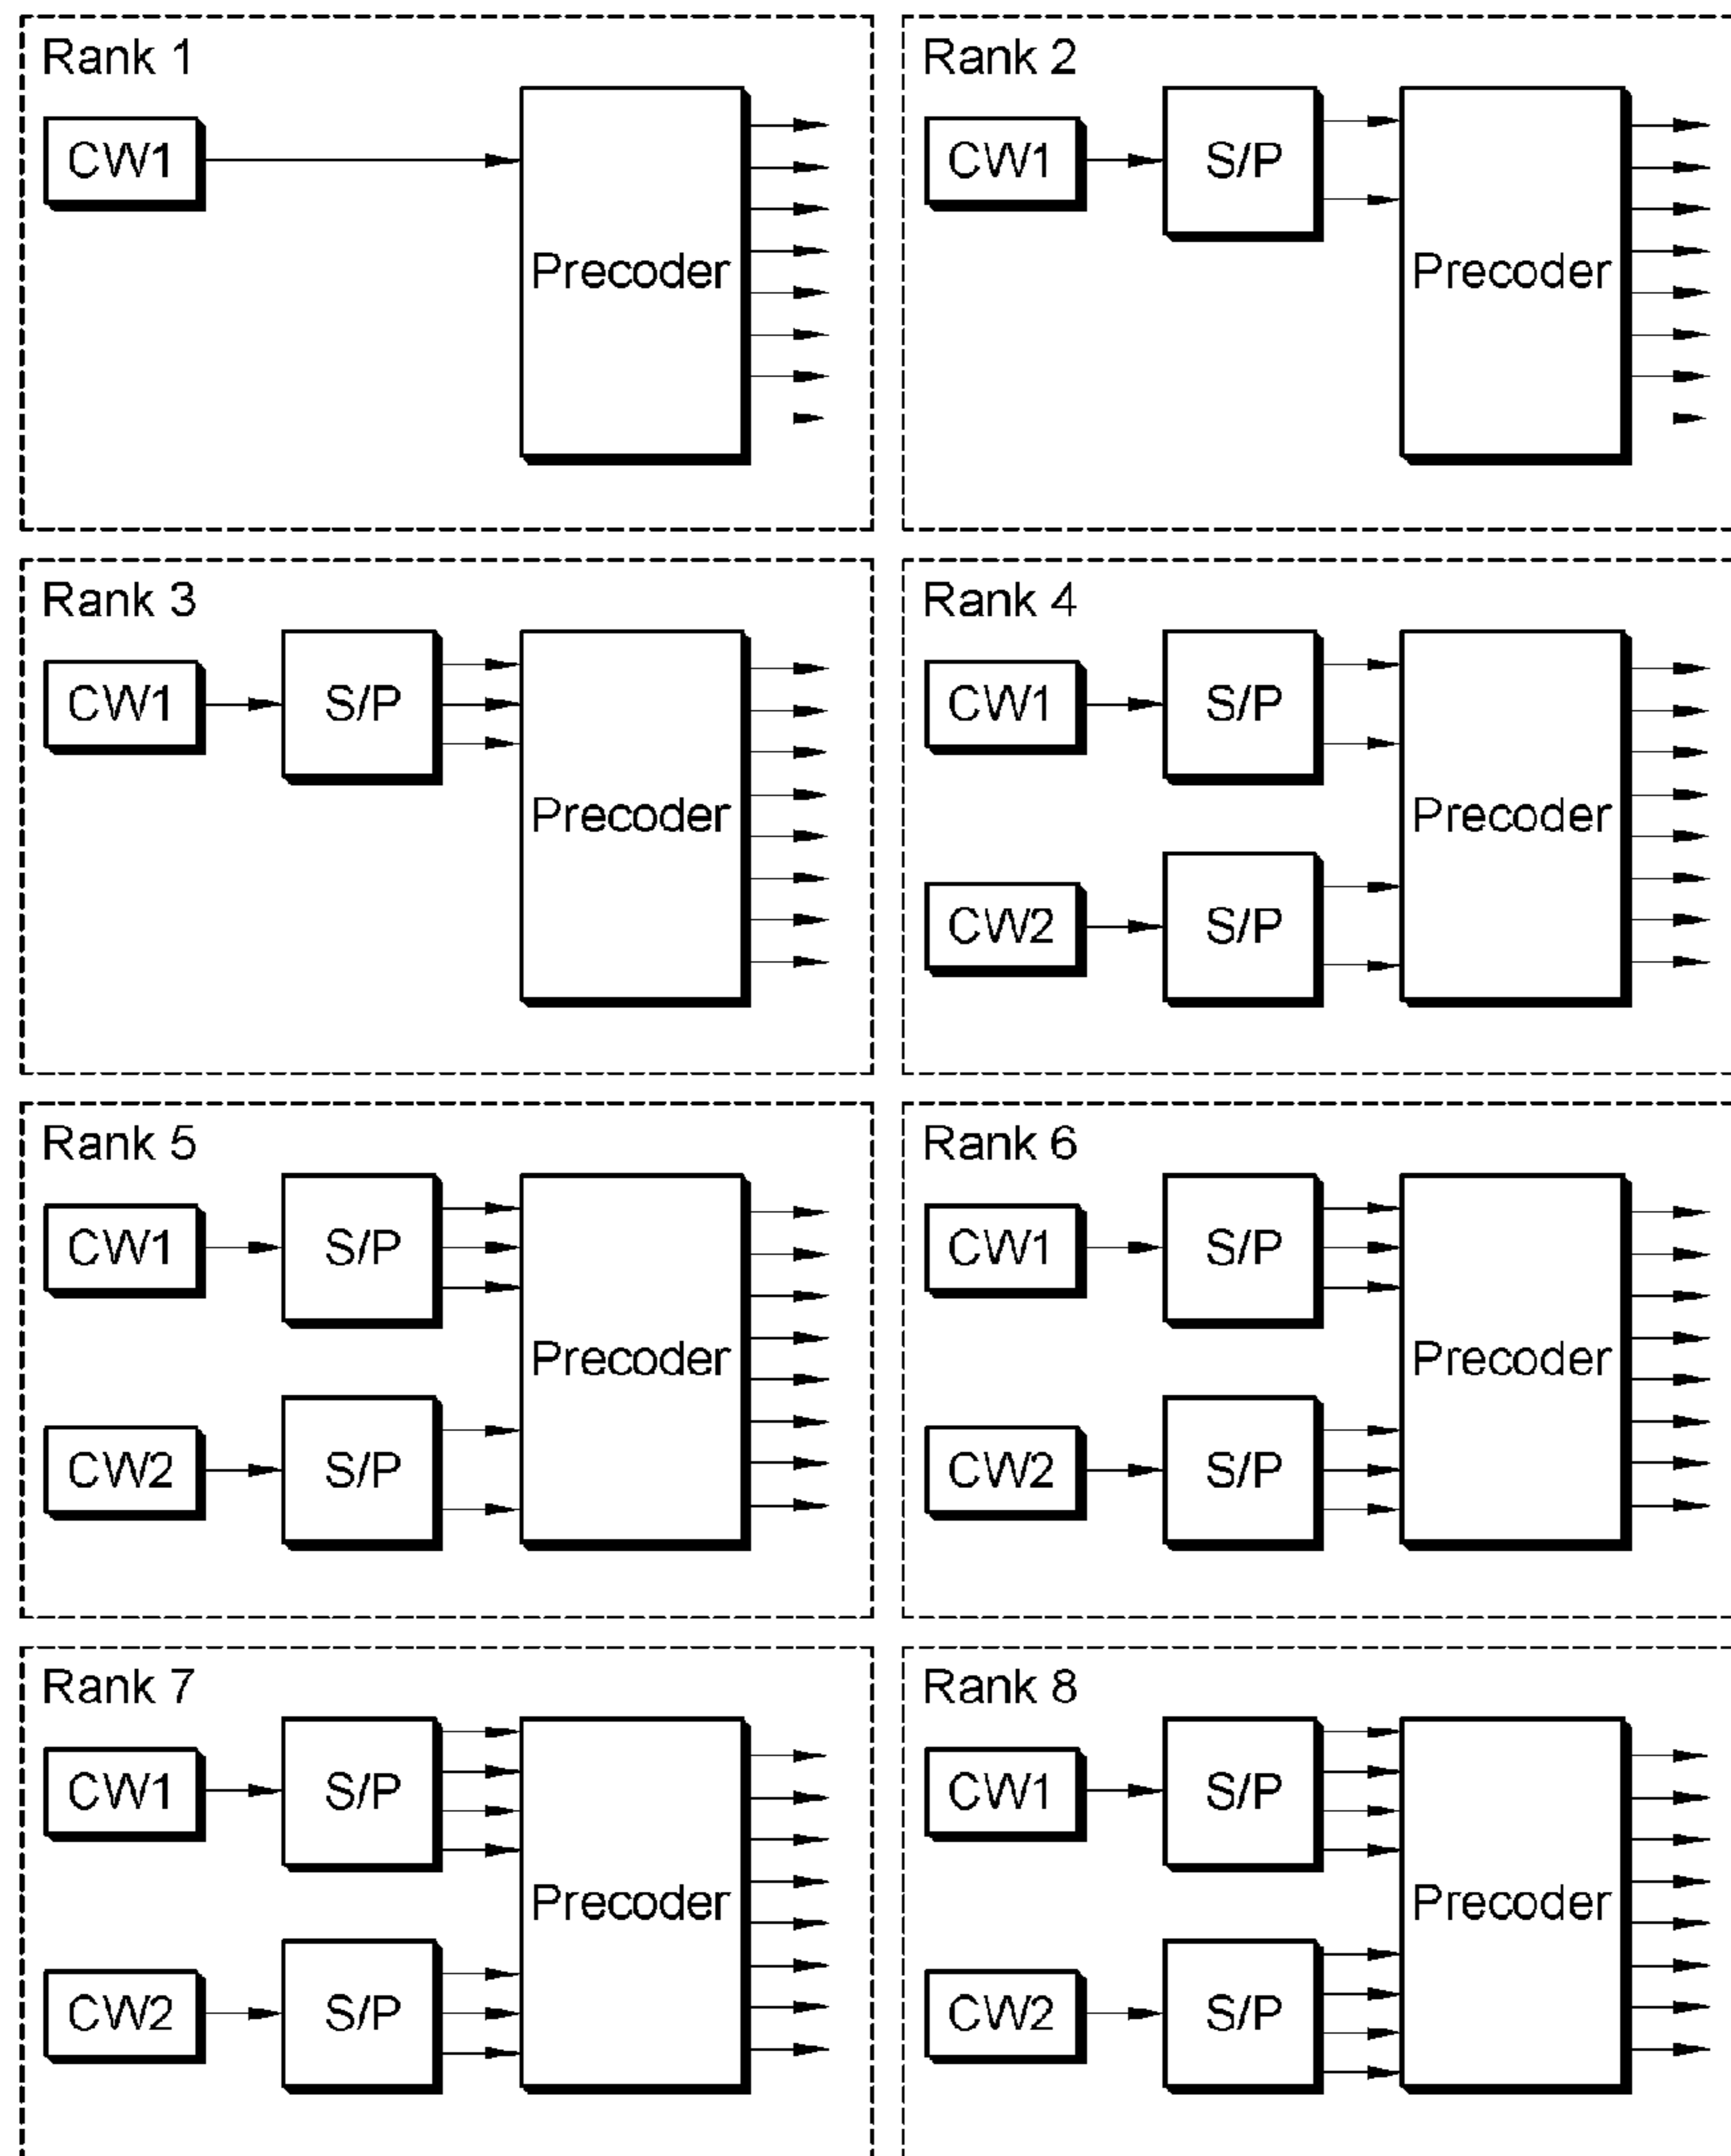 Rank 1
CW1
Precoder
Rank 2
CW1
S/P
Precoder
Rank 3
CW1
S/P
Precoder
Rank 4
CW1
S/P
Precoder
CW2
S/P
Rank 5
CW1
S/P
Precoder
CW2
S/P
Rank 6
CW1
S/P
Precoder
CW2
S/P
Rank 7
CW1
S/P
Precoder
CW2
S/P
Rank 8
CW1
S/P
Precoder
CW2
S/P